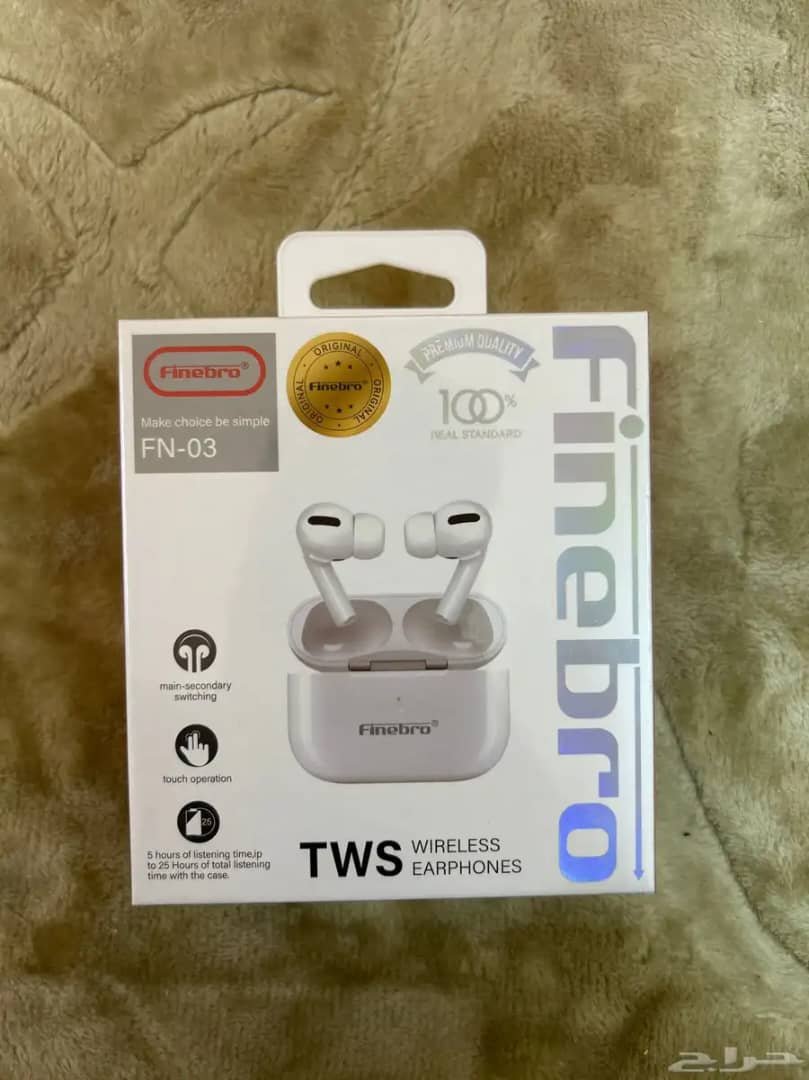 Finebro®
Make choice be simple
FN-03
ORIGINAL
Finebro®
ORIGINAL
ORIGINAL
PREMIUM QUALITY
100%
REAL STANDARD
Finebro
Finebro®
main-secondary
switching
touch operation
25
5 hours of listening time,ip
to 25 Hours of total listening
time with the case.
TWS
WIRELESS
EARPHONES
حراج